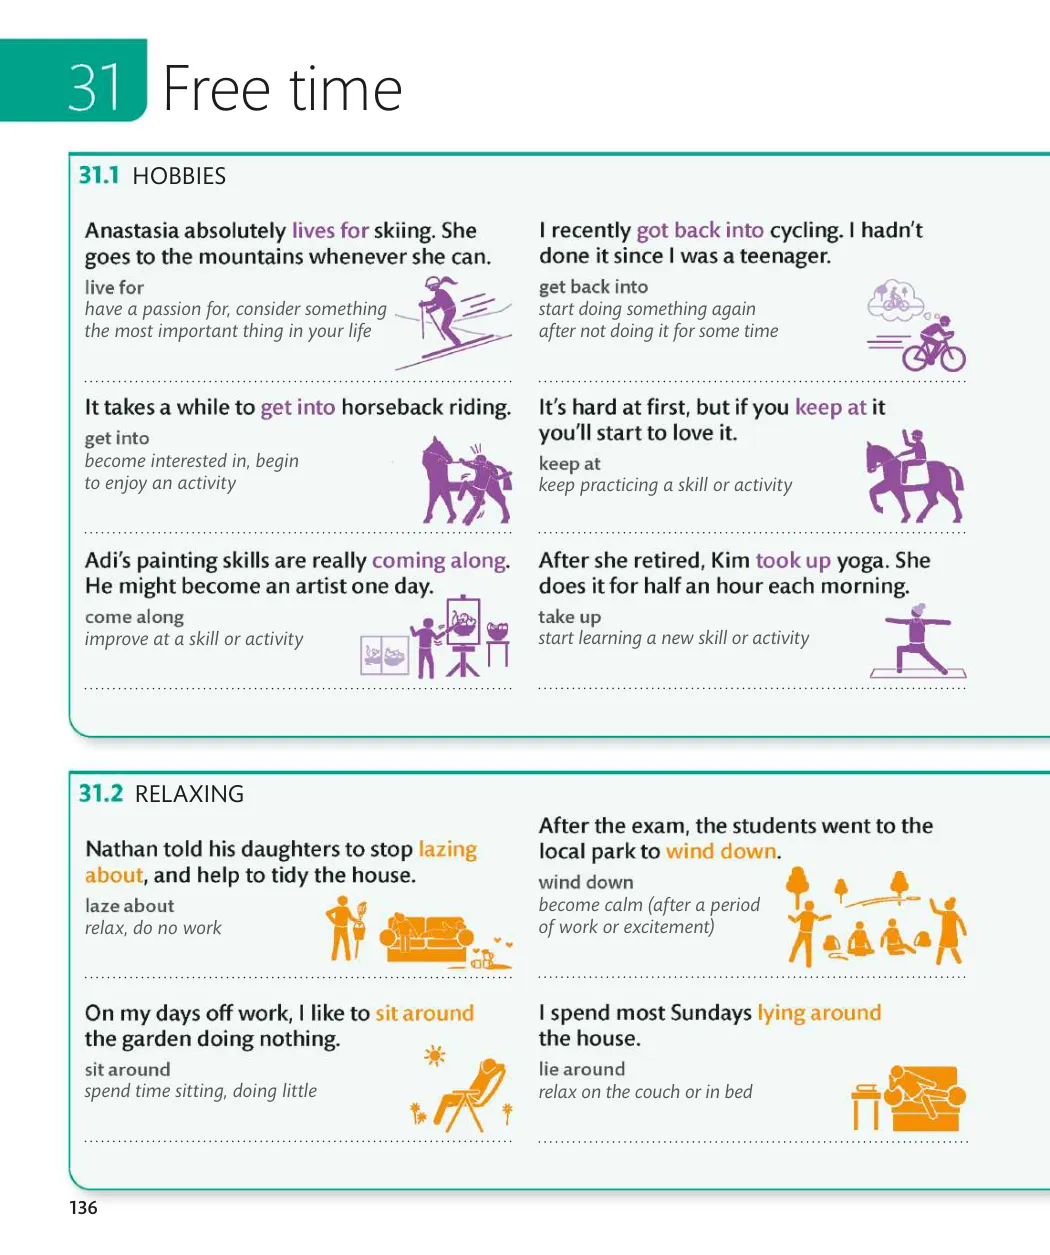 31 Free time
31.1 HOBBIES
Anastasia absolutely lives for skiing. She
goes to the mountains whenever she can.
live for
have a passion for, consider something
the most important thing in your life
I recently got back into cycling. I hadn't
done it since I was a teenager.
get back into
start doing something again
after not doing it for some time
It takes a while to get into horseback riding.
get into
become interested in, begin
to enjoy an activity
It's hard at first, but if you keep at it
you'll start to love it.
keep at
keep practicing a skill or activity
Adi's painting skills are really coming along.
He might become an artist one day.
come along
improve at a skill or activity
After she retired, Kim took up yoga. She
does it for half an hour each morning.
take up
start learning a new skill or activity
31.2 RELAXING
Nathan told his daughters to stop lazing
about, and help to tidy the house.
laze about
relax, do no work
After the exam, the students went to the
local park to wind down.
wind down
become calm (after a period
of work or excitement)
On my days off work, I like to sit around
the garden doing nothing.
sit around
spend time sitting, doing little
I spend most Sundays lying around
the house.
lie around
relax on the couch or in bed
136